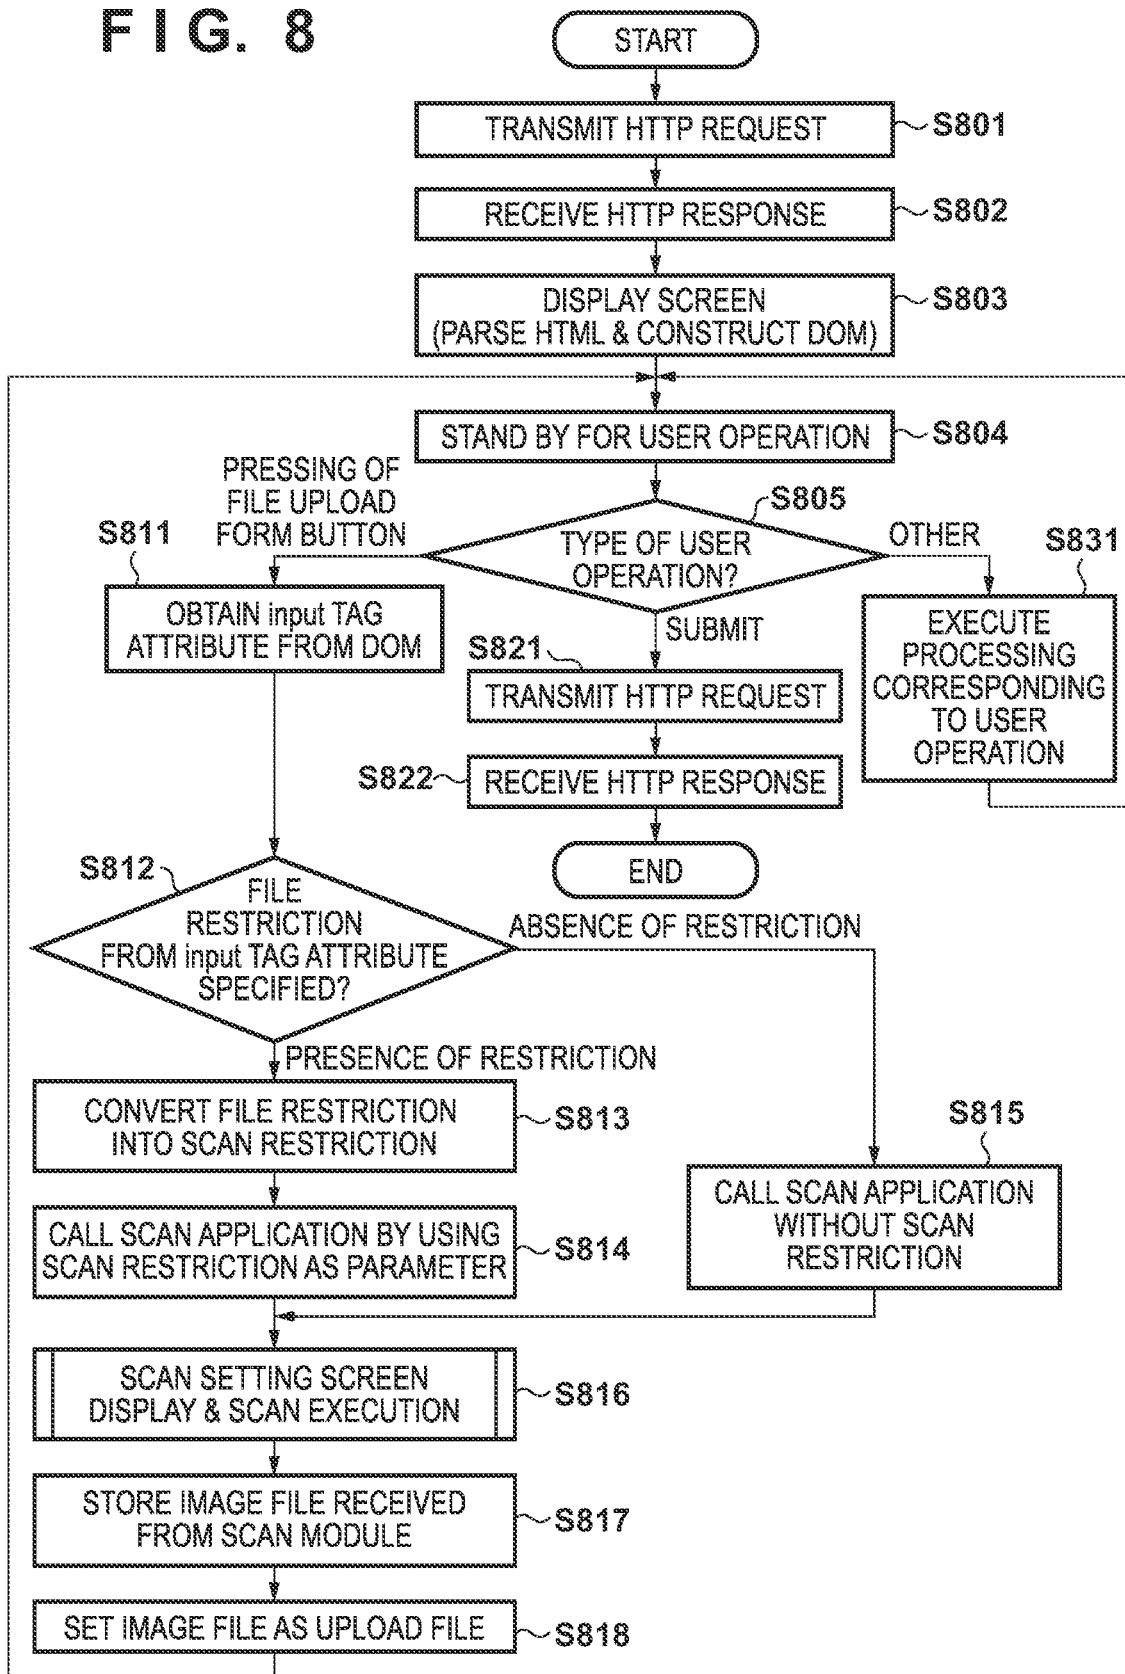 FIG. 8
START
TRANSMIT HTTP REQUEST
S801
RECEIVE HTTP RESPONSE
S802
DISPLAY SCREEN
(PARSE HTML & CONSTRUCT DOM)
S803
STAND BY FOR USER OPERATION
S804
PRESSING OF
FILE UPLOAD
FORM BUTTON
S805
TYPE OF USER
OPERATION?
OTHER
S811
OBTAIN input TAG
ATTRIBUTE FROM DOM
SUBMIT
S821
TRANSMIT HTTP REQUEST
S822
RECEIVE HTTP RESPONSE
END
S831
EXECUTE
PROCESSING
CORRESPONDING
TO USER
OPERATION
S812
FILE
RESTRICTION
FROM input TAG ATTRIBUTE
SPECIFIED?
ABSENCE OF RESTRICTION
PRESENCE OF RESTRICTION
CONVERT FILE RESTRICTION
INTO SCAN RESTRICTION
S813
CALL SCAN APPLICATION BY USING
SCAN RESTRICTION AS PARAMETER
S814
S815
CALL SCAN APPLICATION
WITHOUT SCAN
RESTRICTION
SCAN SETTING SCREEN
DISPLAY & SCAN EXECUTION
S816
STORE IMAGE FILE RECEIVED
FROM SCAN MODULE
S817
SET IMAGE FILE AS UPLOAD FILE
S818